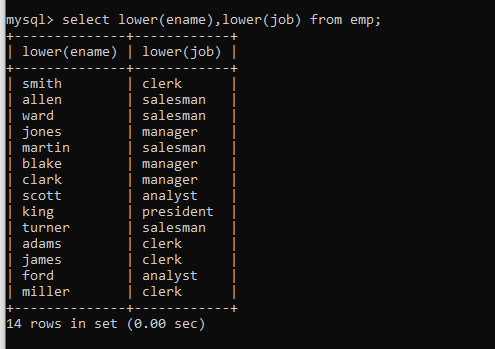 mysql> select lower(ename),lower(job) from emp;
+--------------+------------+
| lower(ename) | lower(job) |
+--------------+------------+
| smith        | clerk      |
| allen        | salesman   |
| ward         | salesman   |
| jones        | manager    |
| martin       | salesman   |
| blake        | manager    |
| clark        | manager    |
| scott        | analyst    |
| king         | president  |
| turner       | salesman   |
| adams        | clerk      |
| james        | clerk      |
| ford         | analyst    |
| miller       | clerk      |
+--------------+------------+
14 rows in set (0.00 sec)